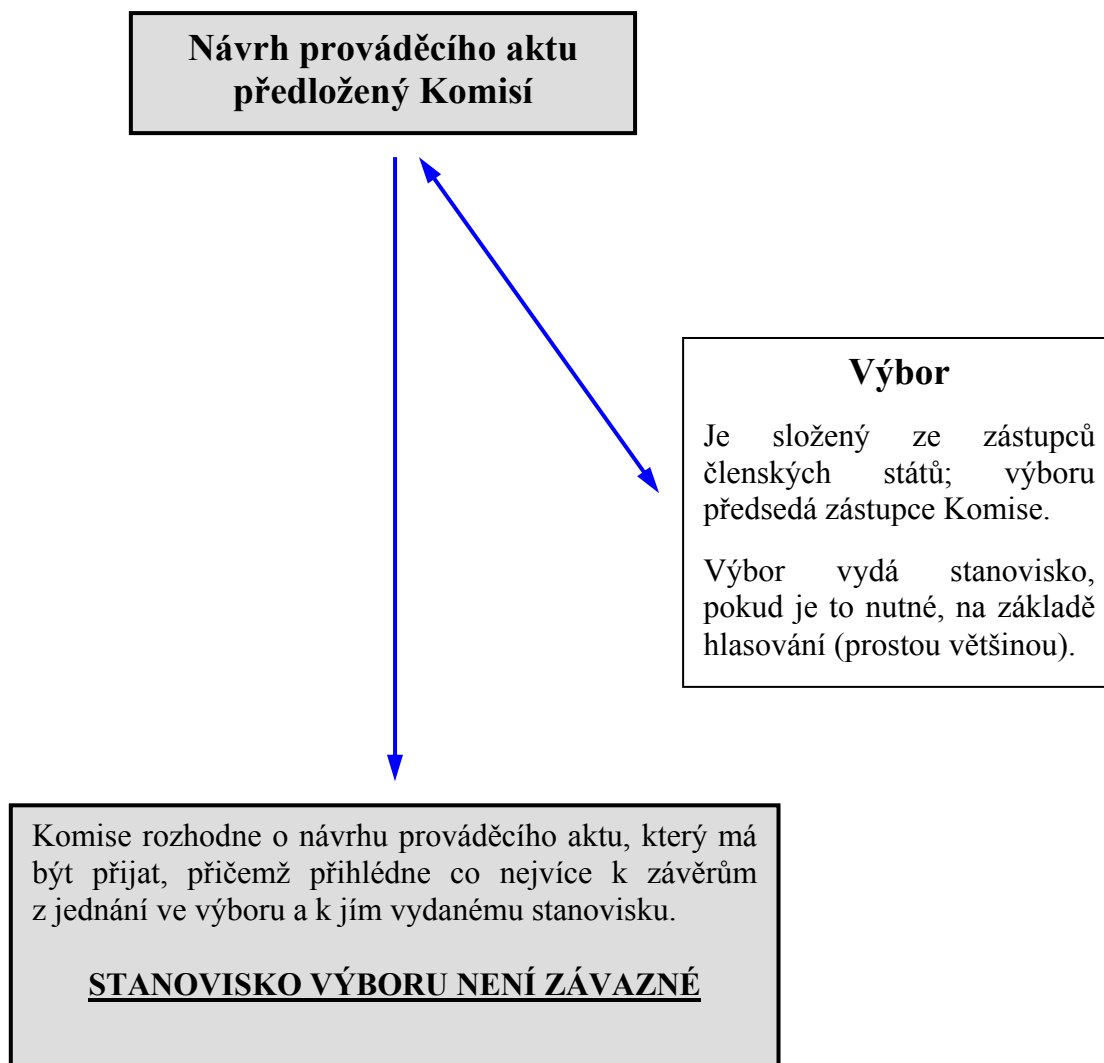 Návrh prováděcího aktu
předložený Komisí
Výbor
Je složený ze zástupců
členských států; výboru
předsedá zástupce Komise.
Výbor vydá stanovisko,
pokud je to nutné, na základě
hlasování (prostou většinou).
Komise rozhodne o návrhu prováděcího aktu, který má
být přijat, přičemž přihlédne co nejvíce k závěrům
z jednání ve výboru a k jím vydanému stanovisku.
STANOVISKO VÝBORU NENÍ ZÁVAZNÉ